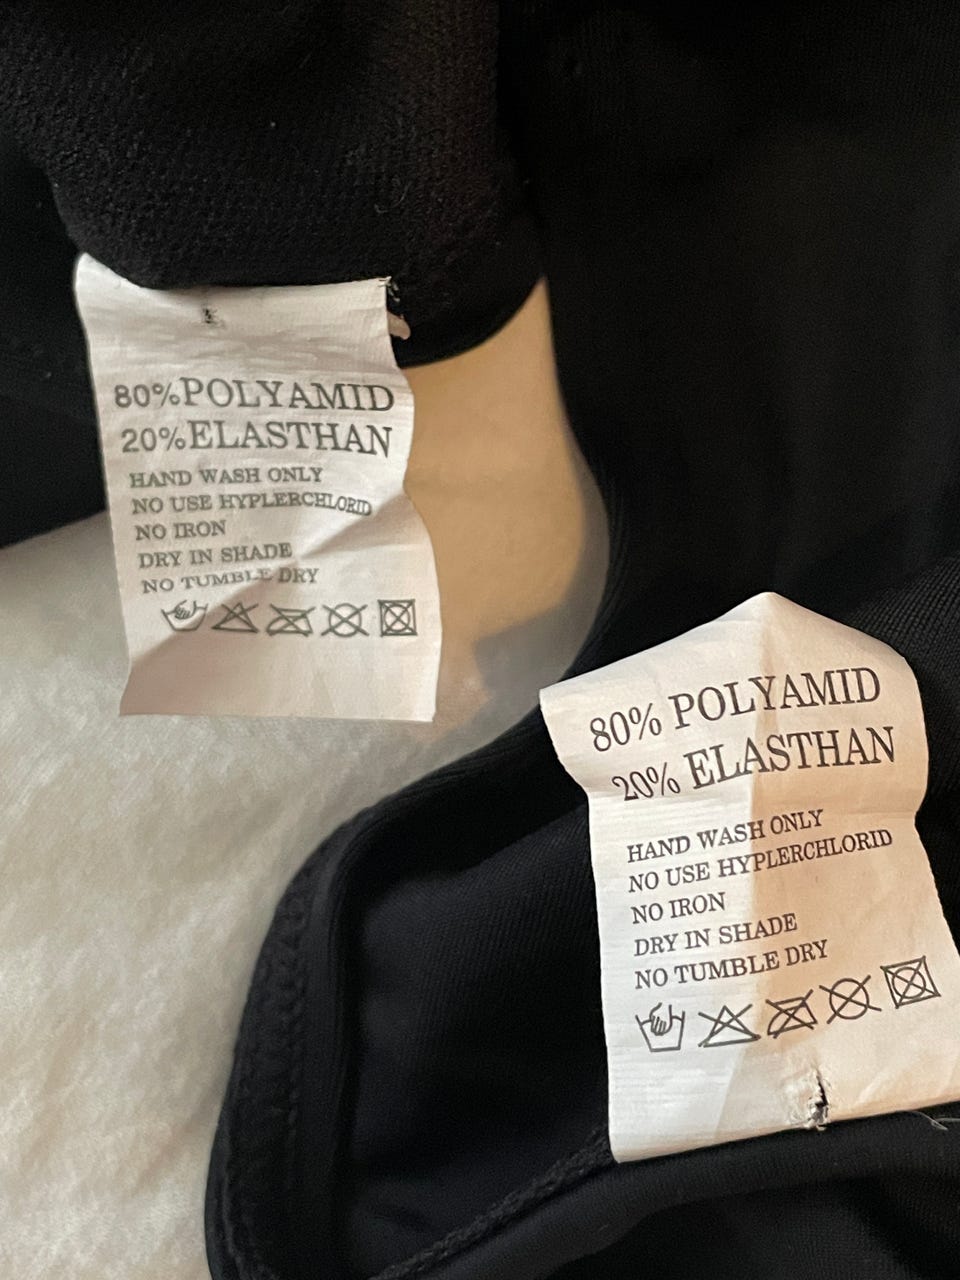 80%POLYAMID
20%ELASTHAN
HAND WASH ONLY
NO USE HYPLERCHLORID
NO IRON
DRY IN SHADE
NO TUMBLE DRY
80% POLYAMID
20% ELASTHAN
HAND WASH ONLY
NO USE HYPLERCHLORID
NO IRON
DRY IN SHADE
NO TUMBLE DRY